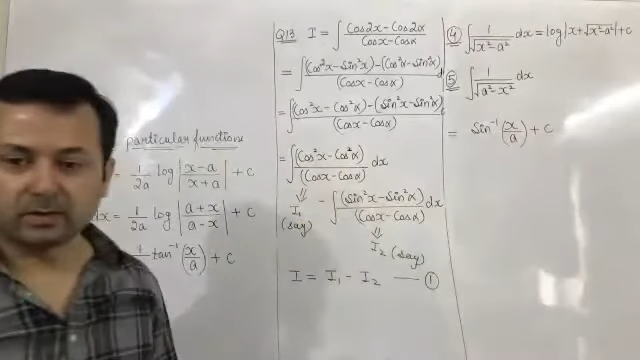 particular functions
= 1/2a log |x-a / x+a| + c
dx = 1/2a log |a+x / a-x| + c
tan⁻¹ (x/a) + c
Q13 I = ∫ Cos2x - Cos2α / Cosx - Cosα
= ∫ (Cos²x - Sin²x) - (Cos²α - Sin²α) / (Cosx - Cosα)
= ∫ (Cos²x - Cos²α) - (Sin²x - Sin²α) / (Cosx - Cosα)
= ∫ (Cos²x - Cos²α) / (Cosx - Cosα) dx
⇓
I₁ (say)
- ∫ (Sin²x - Sin²α) / (Cosx - Cosα) dx
⇓
I₂ (say)
I = I₁ - I₂ — ①
④ ∫ 1/√x²-a² dx = log |x + √x²-a²| + c
⑤ ∫ 1/√a²-x² dx
= Sin⁻¹ (x/a) + c